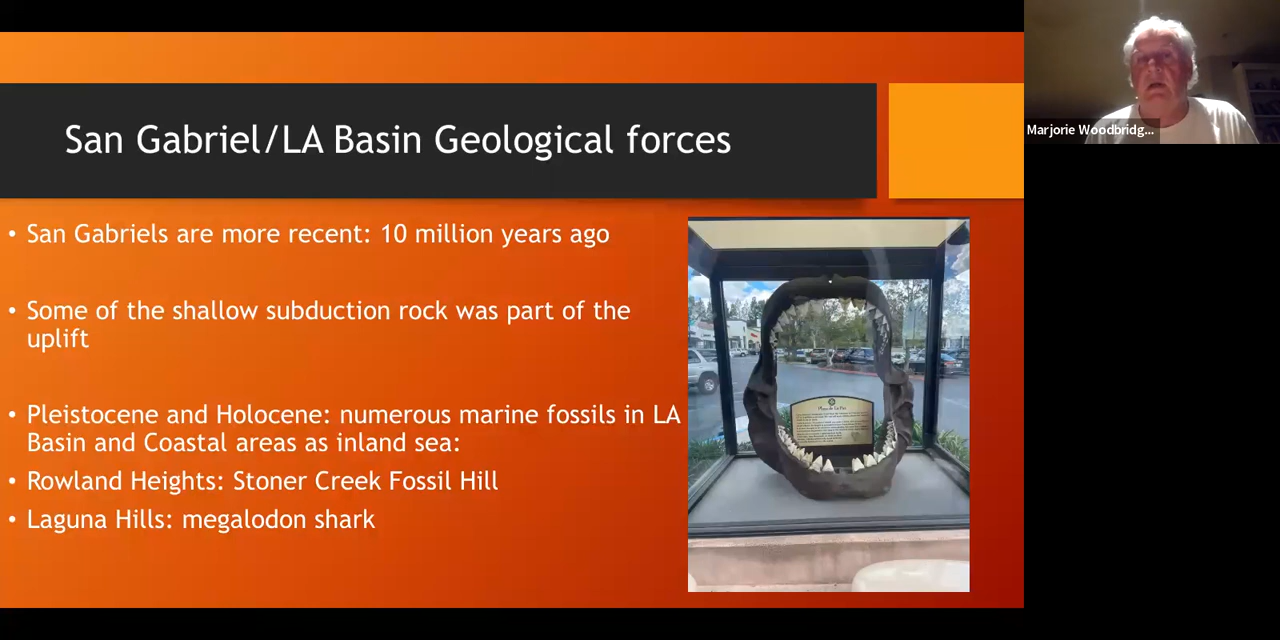 San Gabriel/LA Basin Geological forces
• San Gabriels are more recent: 10 million years ago
• Some of the shallow subduction rock was part of the
uplift
• Pleistocene and Holocene: numerous marine fossils in LA
Basin and Coastal areas as inland sea:
• Rowland Heights: Stoner Creek Fossil Hill
• Laguna Hills: megalodon shark
Marjorie Woodbridg...